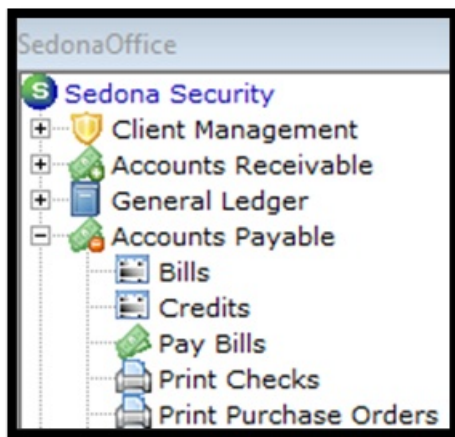 SedonaOffice
Sedona Security
Client Management
Accounts Receivable
General Ledger
Accounts Payable
Bills
Credits
Pay Bills
Print Checks
Print Purchase Orders